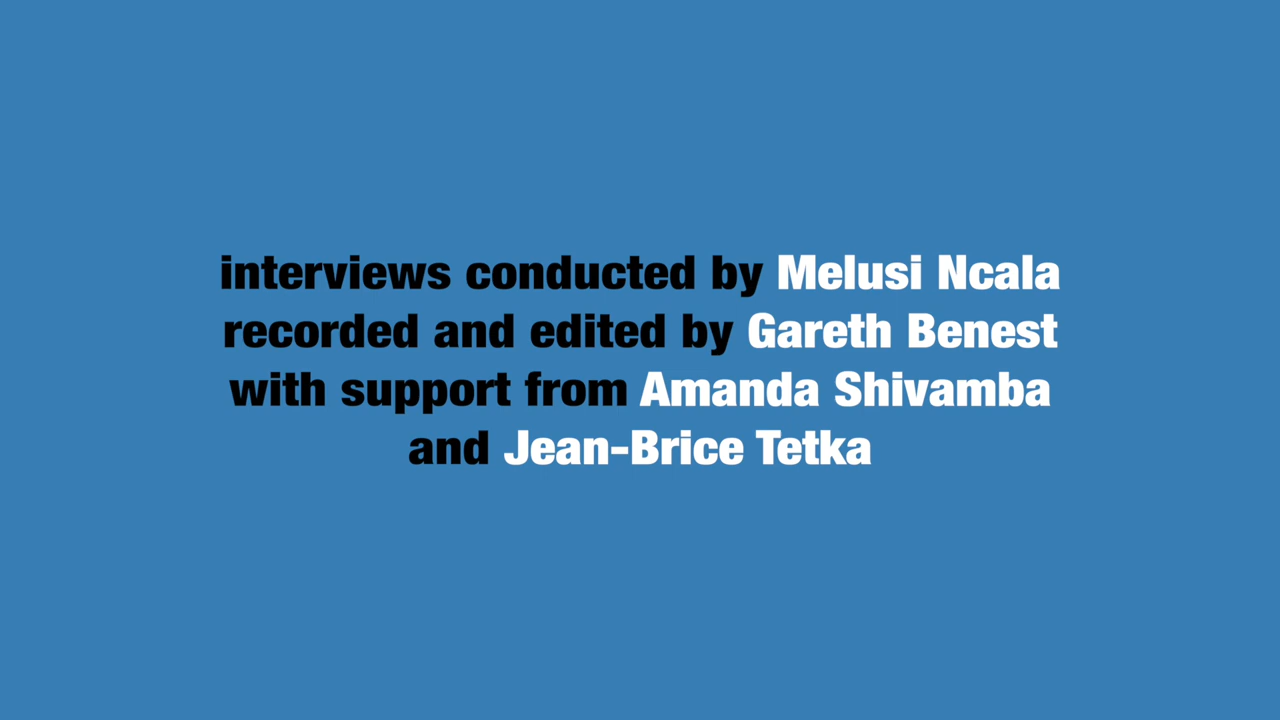 interviews conducted by Melusi Ncala
recorded and edited by Gareth Benest
with support from Amanda Shivamba
and Jean-Brice Tetka